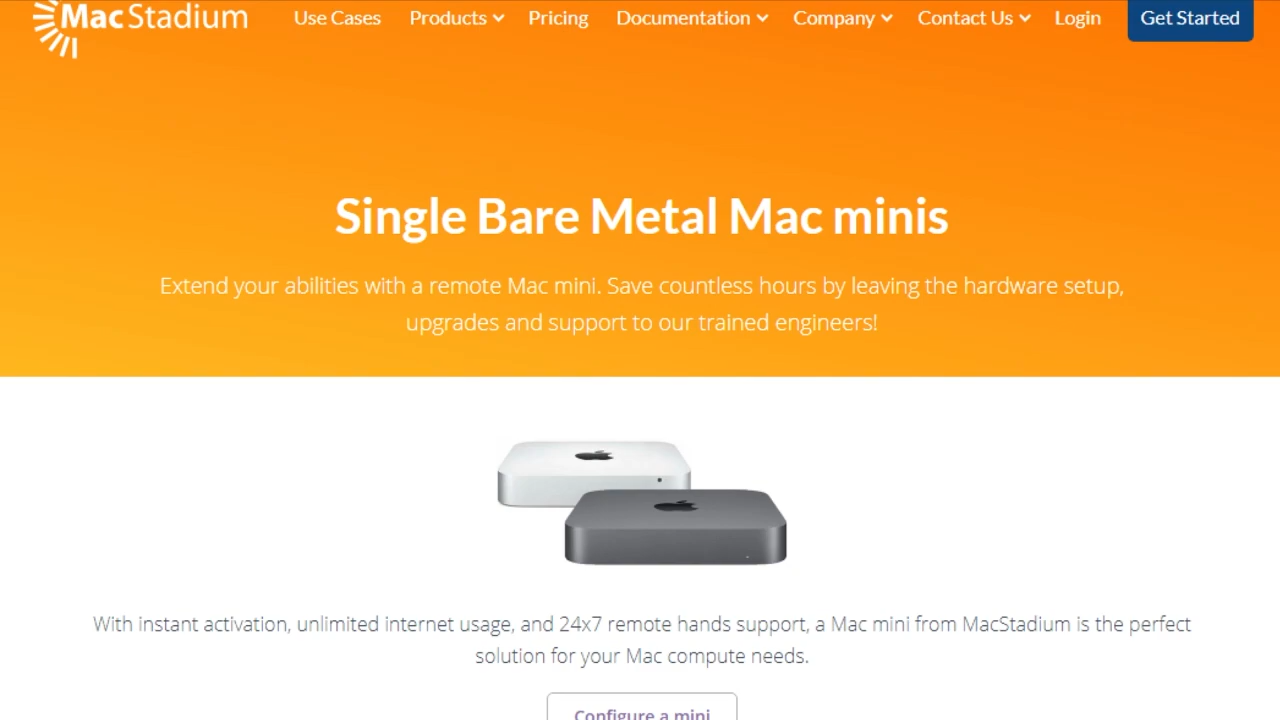 MacStadium
Use Cases
Products
Pricing
Documentation
Company
Contact Us
Login
Get Started
Single Bare Metal Mac minis
Extend your abilities with a remote Mac mini. Save countless hours by leaving the hardware setup,
upgrades and support to our trained engineers!
With instant activation, unlimited internet usage, and 24x7 remote hands support, a Mac mini from MacStadium is the perfect
solution for your Mac compute needs.
Configure a mini